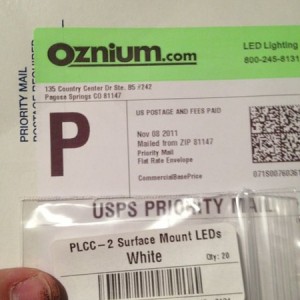 Oznium.com
LED Lighting
800-245-8131
135 Country Center Dr Ste. B5 #242
Pagosa Springs CO 81147
PRIORITY MAIL
POSTAGE REQUIRED
P
US POSTAGE AND FEES PAID
Nov 08 2011
Mailed from ZIP 81147
Priority Mail
Flat Rate Envelope
CommercialBasePrice
USPS PRIORITY MAIL
PLCC-2 Surface Mount LEDs
White
Qty: 20